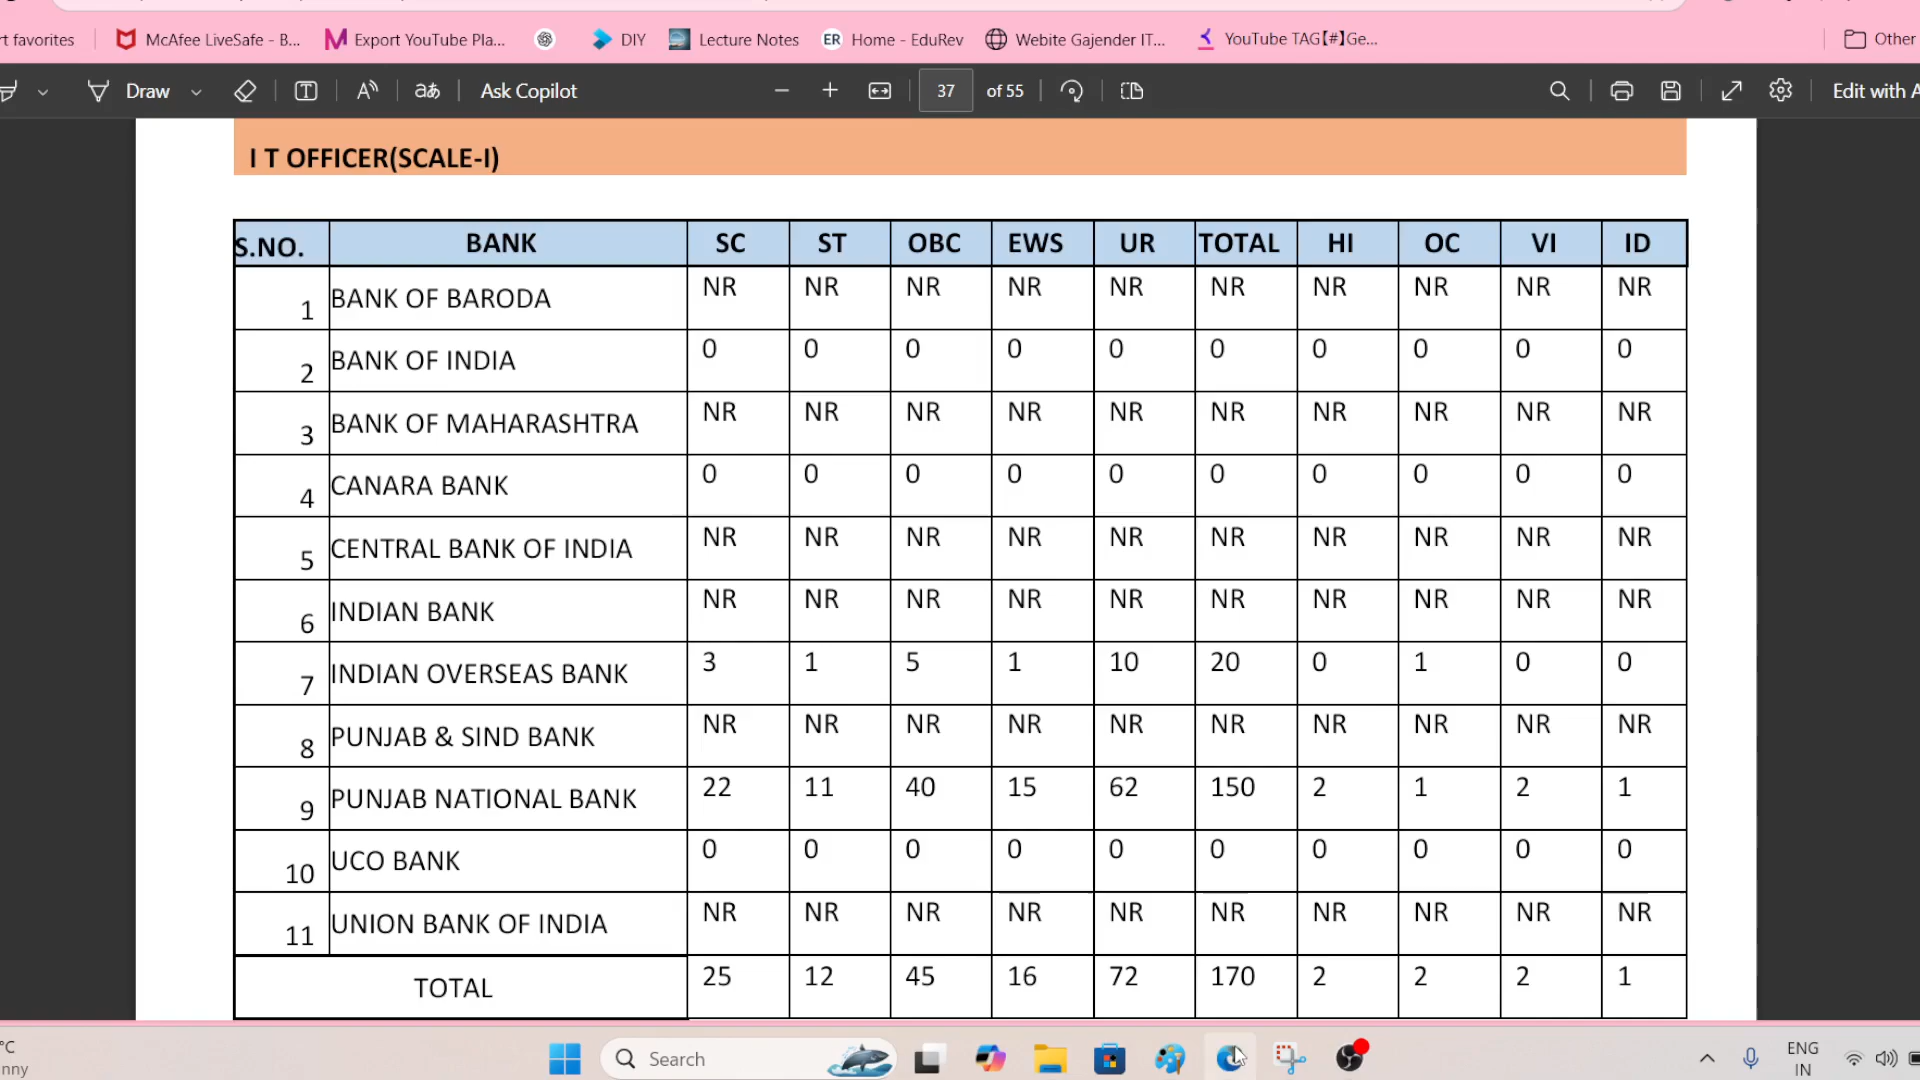 rt favorites McAfee LiveSafe - B... Export YouTube Pla... DIY Lecture Notes ER Home - EduRev Webite Gajender IT... YouTube TAG【#】Ge... Other
Draw T A aあ Ask Copilot 37 of 55 Edit with A
I T OFFICER(SCALE-I)
S.NO. BANK SC ST OBC EWS UR TOTAL HI OC VI ID
1 BANK OF BARODA NR NR NR NR NR NR NR NR NR NR
2 BANK OF INDIA 0 0 0 0 0 0 0 0 0 0
3 BANK OF MAHARASHTRA NR NR NR NR NR NR NR NR NR NR
4 CANARA BANK 0 0 0 0 0 0 0 0 0 0
5 CENTRAL BANK OF INDIA NR NR NR NR NR NR NR NR NR NR
6 INDIAN BANK NR NR NR NR NR NR NR NR NR NR
7 INDIAN OVERSEAS BANK 3 1 5 1 10 20 0 1 0 0
8 PUNJAB & SIND BANK NR NR NR NR NR NR NR NR NR NR
9 PUNJAB NATIONAL BANK 22 11 40 15 62 150 2 1 2 1
10 UCO BANK 0 0 0 0 0 0 0 0 0 0
11 UNION BANK OF INDIA NR NR NR NR NR NR NR NR NR NR
TOTAL 25 12 45 16 72 170 2 2 2 1
°C
nny
Search
ENG
IN